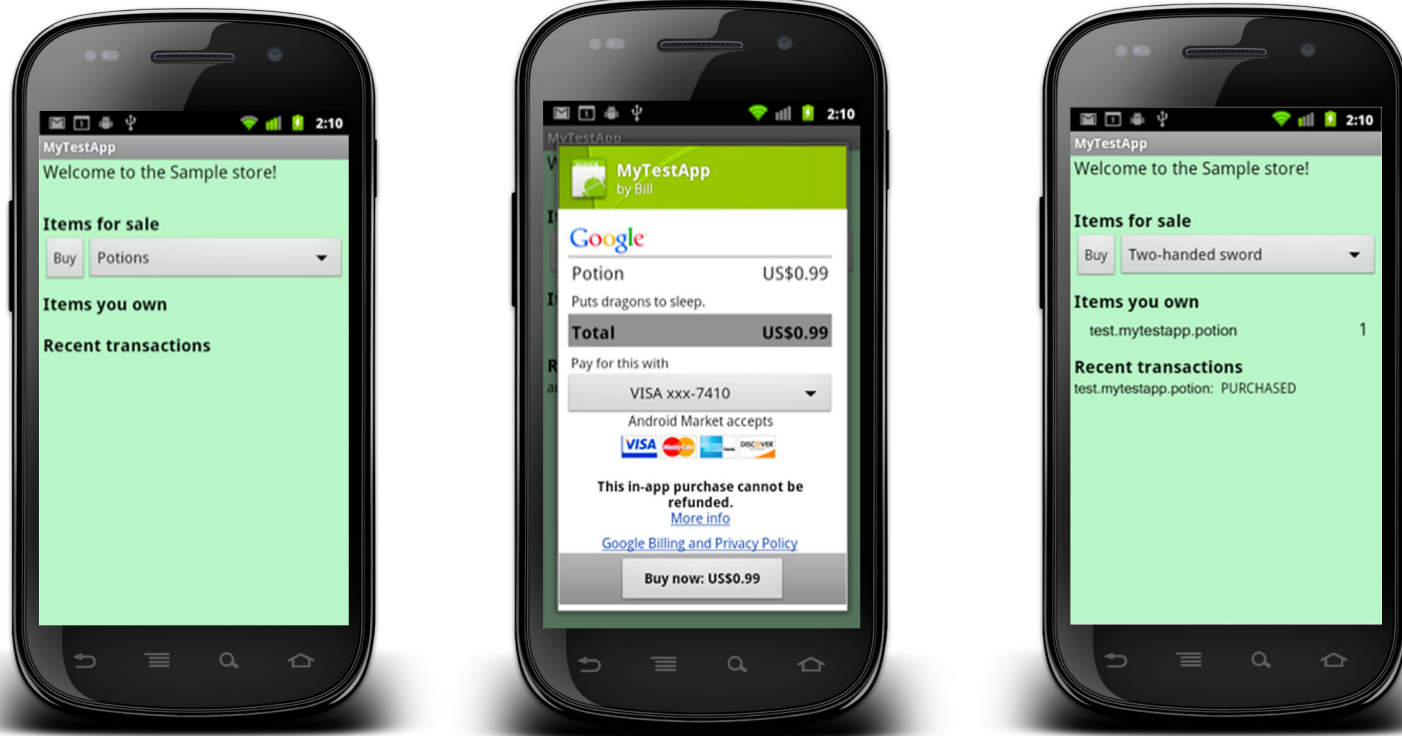 2:10
MyTestApp
Welcome to the Sample store!
Items for sale
Buy Potions
Items you own
Recent transactions
2:10
MyTestApp
MyTestApp
by Bill
Google
Potion US$0.99
Puts dragons to sleep.
Total US$0.99
Pay for this with
VISA xxx-7410
Android Market accepts
VISA MasterCard DISCOVER
This in-app purchase cannot be
refunded.
More info
Google Billing and Privacy Policy
Buy now: US$0.99
2:10
MyTestApp
Welcome to the Sample store!
Items for sale
Buy Two-handed sword
Items you own
test.mytestapp.potion 1
Recent transactions
test.mytestapp.potion: PURCHASED